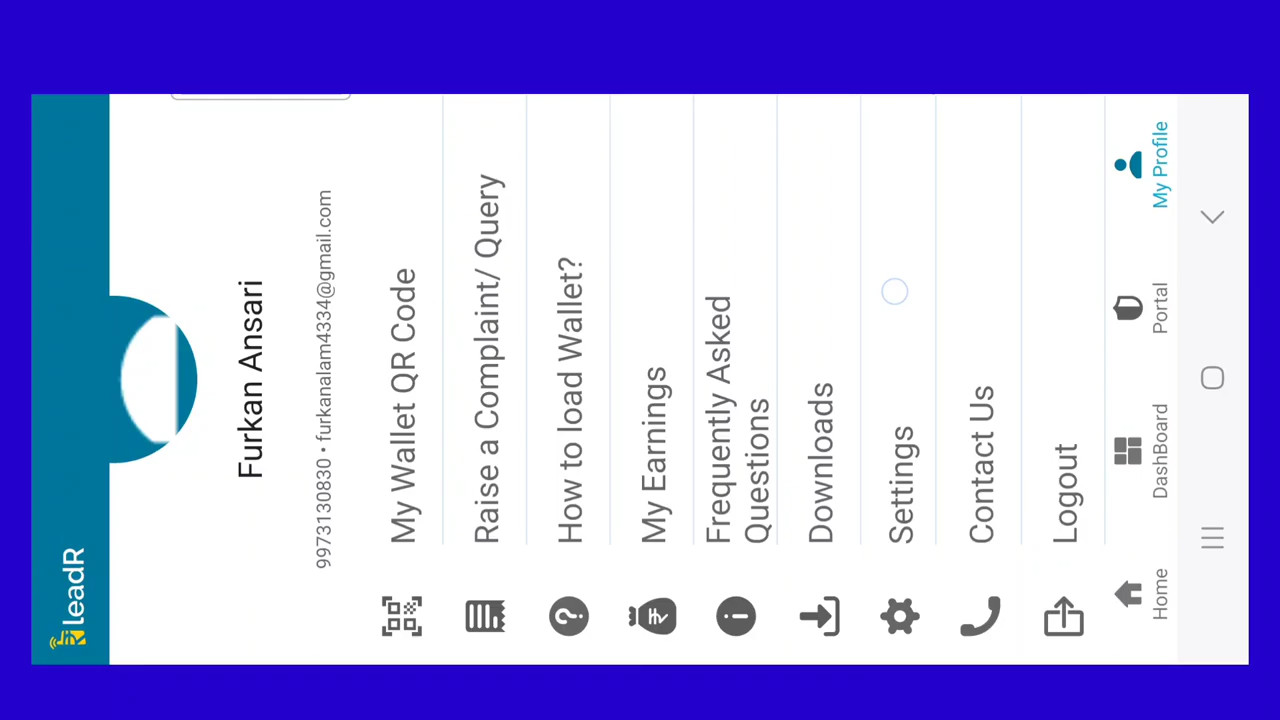 leadR
Furkan Ansari
9973130830 • furkanalam4334@gmail.com
My Wallet QR Code
Raise a Complaint/ Query
How to load Wallet?
My Earnings
Frequently Asked
Questions
Downloads
Settings
Contact Us
Logout
Home
DashBoard
Portal
My Profile